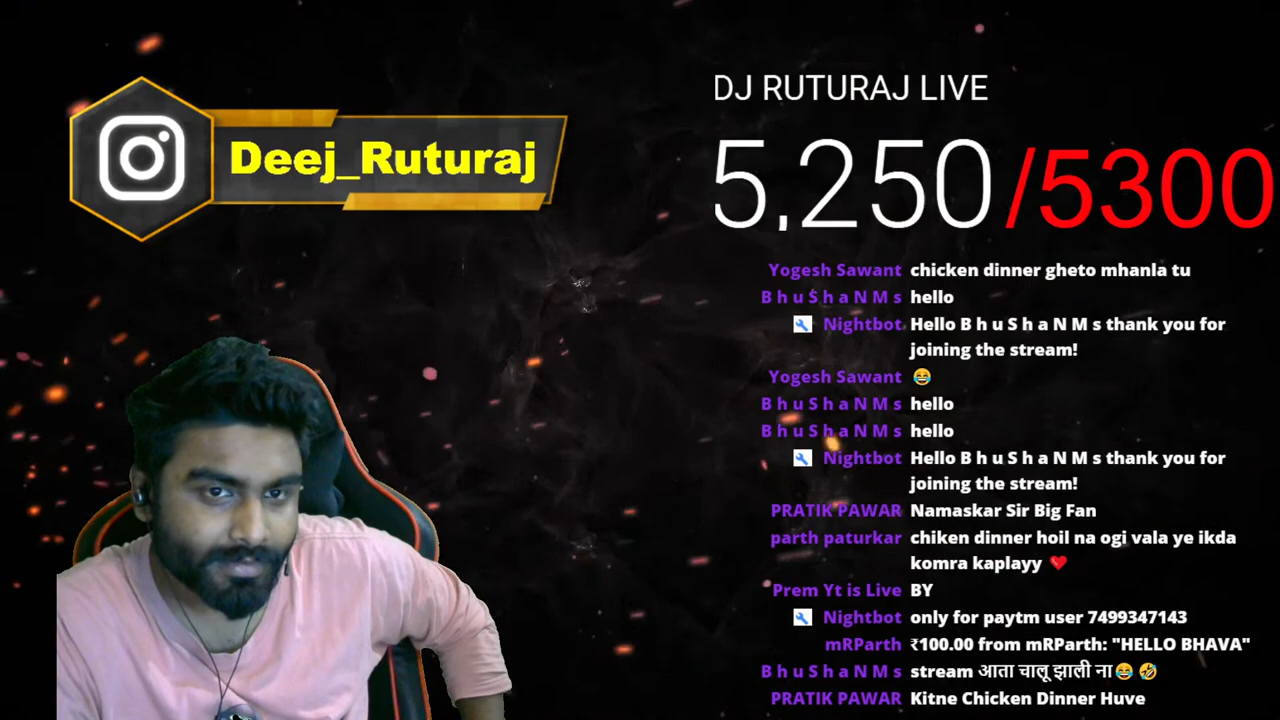 Deej_Ruturaj
DJ RUTURAJ LIVE
5,250/5300
Yogesh Sawant chicken dinner gheto mhanla tu
B h u S h a N M s hello
Nightbot Hello B h u S h a N M s thank you for
joining the stream!
Yogesh Sawant 😂
B h u S h a N M s hello
B h u S h a N M s hello
Nightbot Hello B h u S h a N M s thank you for
joining the stream!
PRATIK PAWAR Namaskar Sir Big Fan
parth paturkar chiken dinner hoil na ogi vala ye ikda
komra kaplayy ❤️
Prem Yt is Live BY
Nightbot only for paytm user 7499347143
mRParth ₹100.00 from mRParth: "HELLO BHAVA"
B h u S h a N M s stream आता चालू झाली ना😂 🤣
PRATIK PAWAR Kitne Chicken Dinner Huve